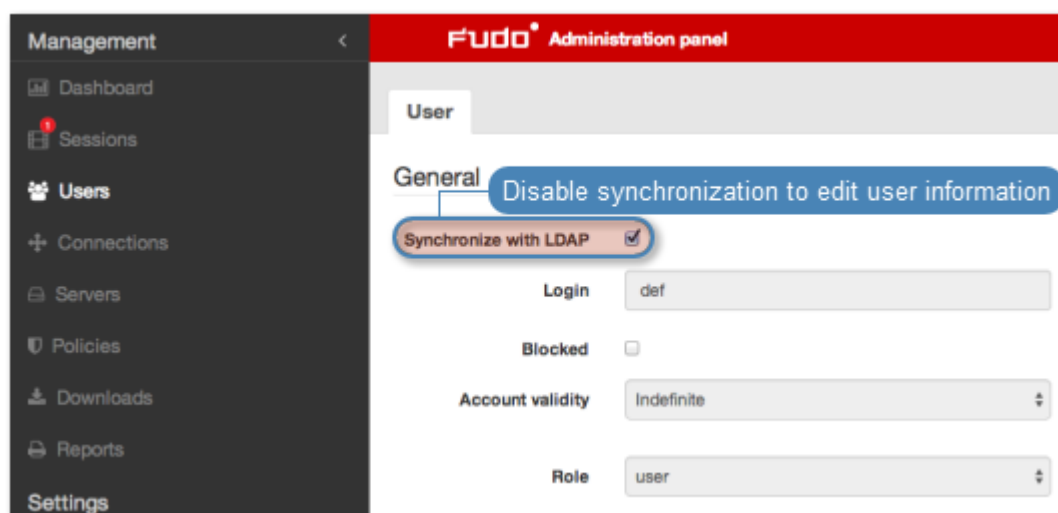 Management
FUDO Administration panel
Dashboard
1
Sessions
Users
Connections
Servers
Policies
Downloads
Reports
Settings
User
General
Disable synchronization to edit user information
Synchronize with LDAP
Login def
Blocked
Account validity Indefinite
Role user